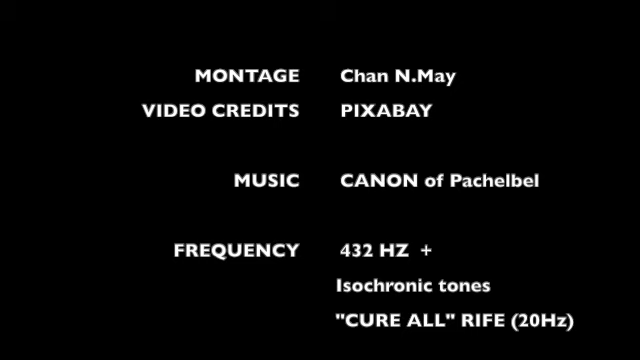 MONTAGE Chan N.May
VIDEO CREDITS PIXABAY
MUSIC CANON of Pachelbel
FREQUENCY 432 HZ +
Isochronic tones
"CURE ALL" RIFE (20Hz)